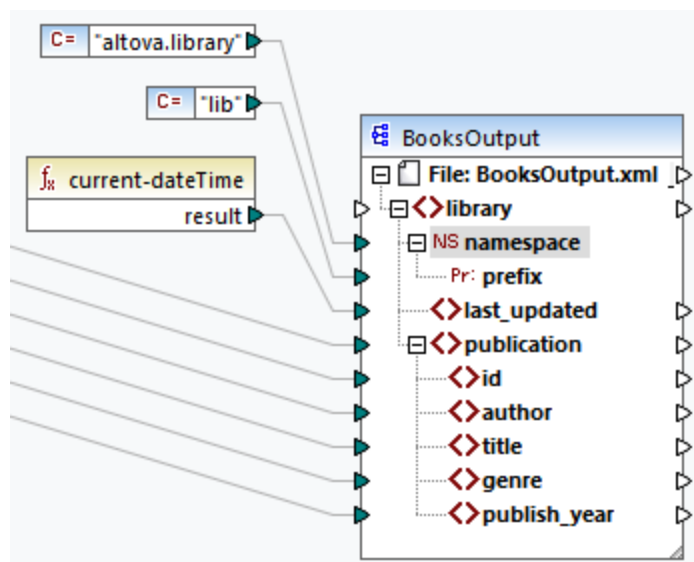 C= "altova.library"
C= "lib"
BooksOutput
fx current-dateTime
File: BooksOutput.xml
result
library
NS namespace
Pr: prefix
last_updated
publication
id
author
title
genre
publish_year